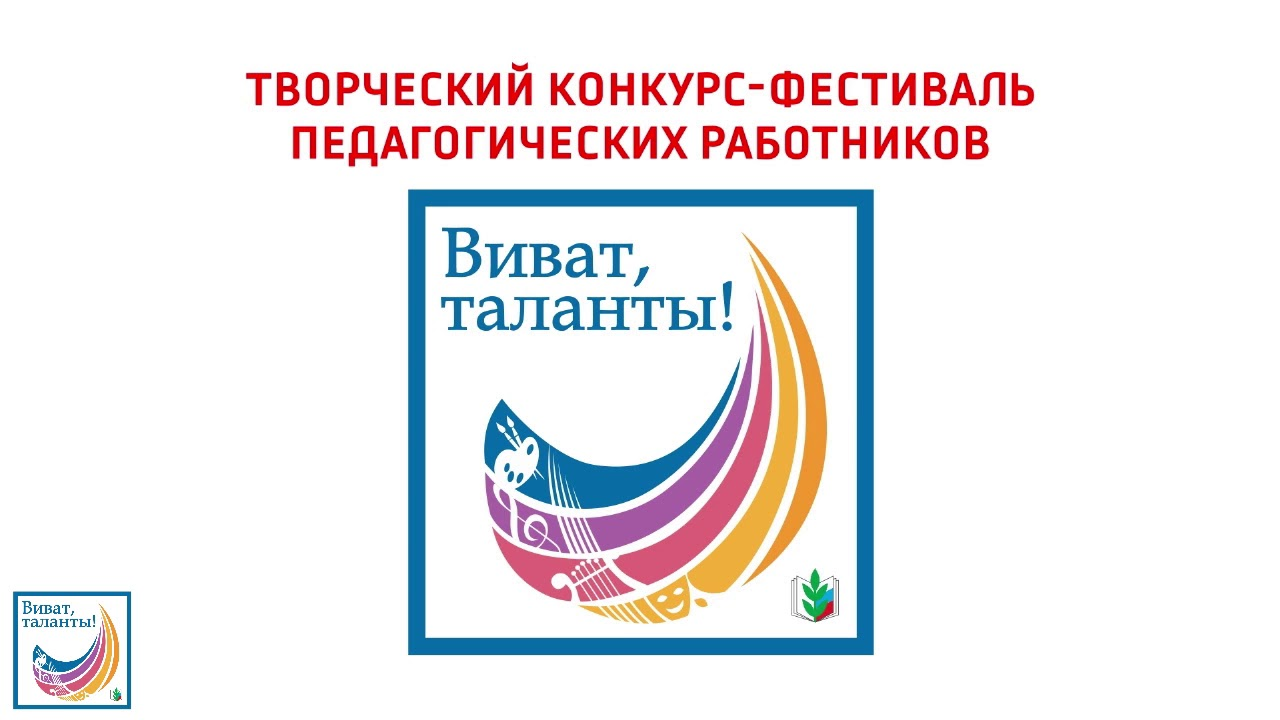 ТВОРЧЕСКИЙ КОНКУРС-ФЕСТИВАЛЬ
ПЕДАГОГИЧЕСКИХ РАБОТНИКОВ
Виват,
таланты!
Виват,
таланты!